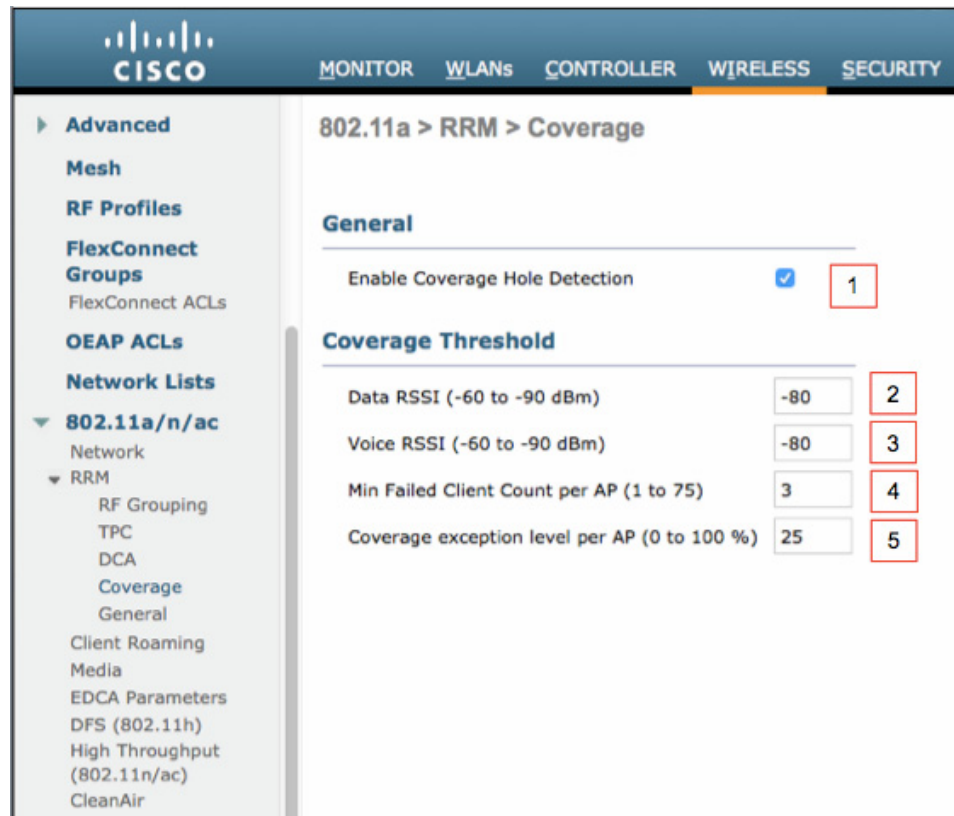 CISCO
MONITOR WLANs CONTROLLER WIRELESS SECURITY
Advanced
Mesh
RF Profiles
FlexConnect
Groups
FlexConnect ACLs
OEAP ACLs
Network Lists
802.11a/n/ac
Network
RRM
RF Grouping
TPC
DCA
Coverage
General
Client Roaming
Media
EDCA Parameters
DFS (802.11h)
High Throughput
(802.11n/ac)
CleanAir
802.11a > RRM > Coverage
General
Enable Coverage Hole Detection 1
Coverage Threshold
Data RSSI (-60 to -90 dBm) -80 2
Voice RSSI (-60 to -90 dBm) -80 3
Min Failed Client Count per AP (1 to 75) 3 4
Coverage exception level per AP (0 to 100 %) 25 5